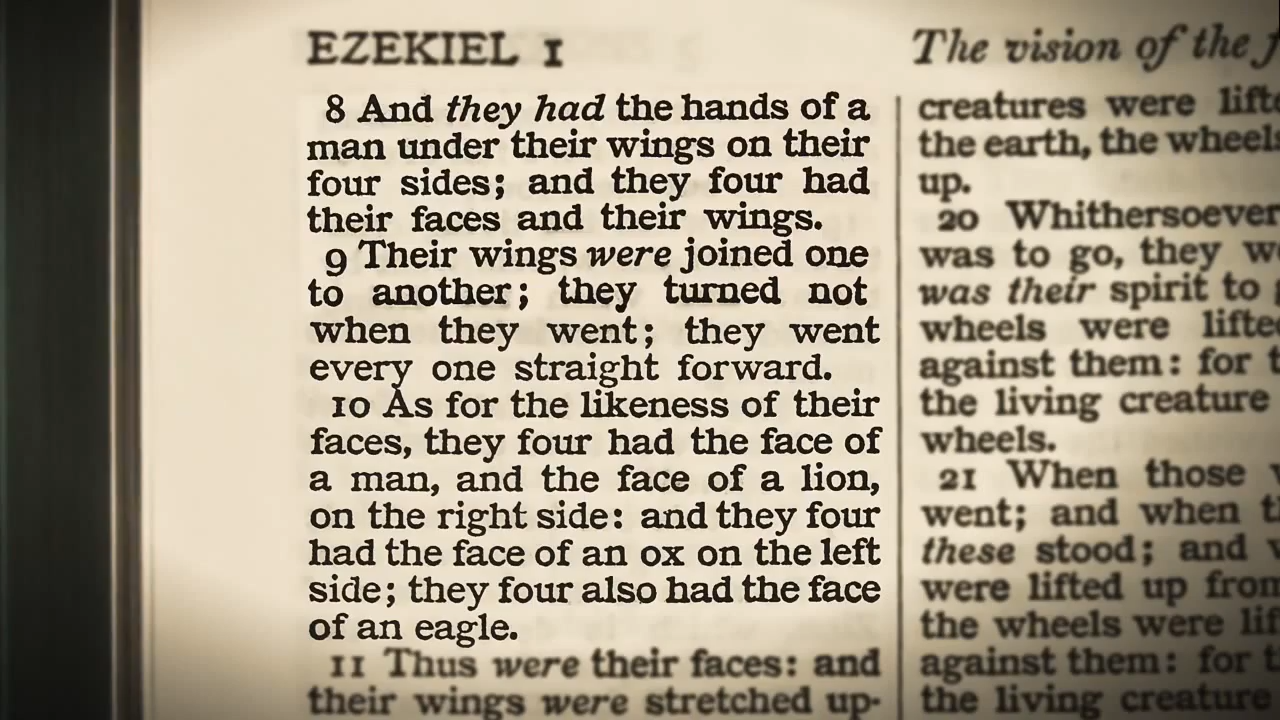 EZEKIEL 1
8 And they had the hands of a
man under their wings on their
four sides; and they four had
their faces and their wings.
9 Their wings were joined one
to another; they turned not
when they went; they went
every one straight forward.
10 As for the likeness of their
faces, they four had the face of
a man, and the face of a lion,
on the right side: and they four
had the face of an ox on the left
side; they four also had the face
of an eagle.
11 Thus were their faces: and
their wings were stretched up-
The vision of the
creatures were
the earth, the
up.
20 Whithersoever
was to go, they
was their spirit to
wheels were
against them: for
the living creature
wheels.
21 When those
went; and when
these stood; and
were lifted up from
the wheels were
against them: for
the living creature